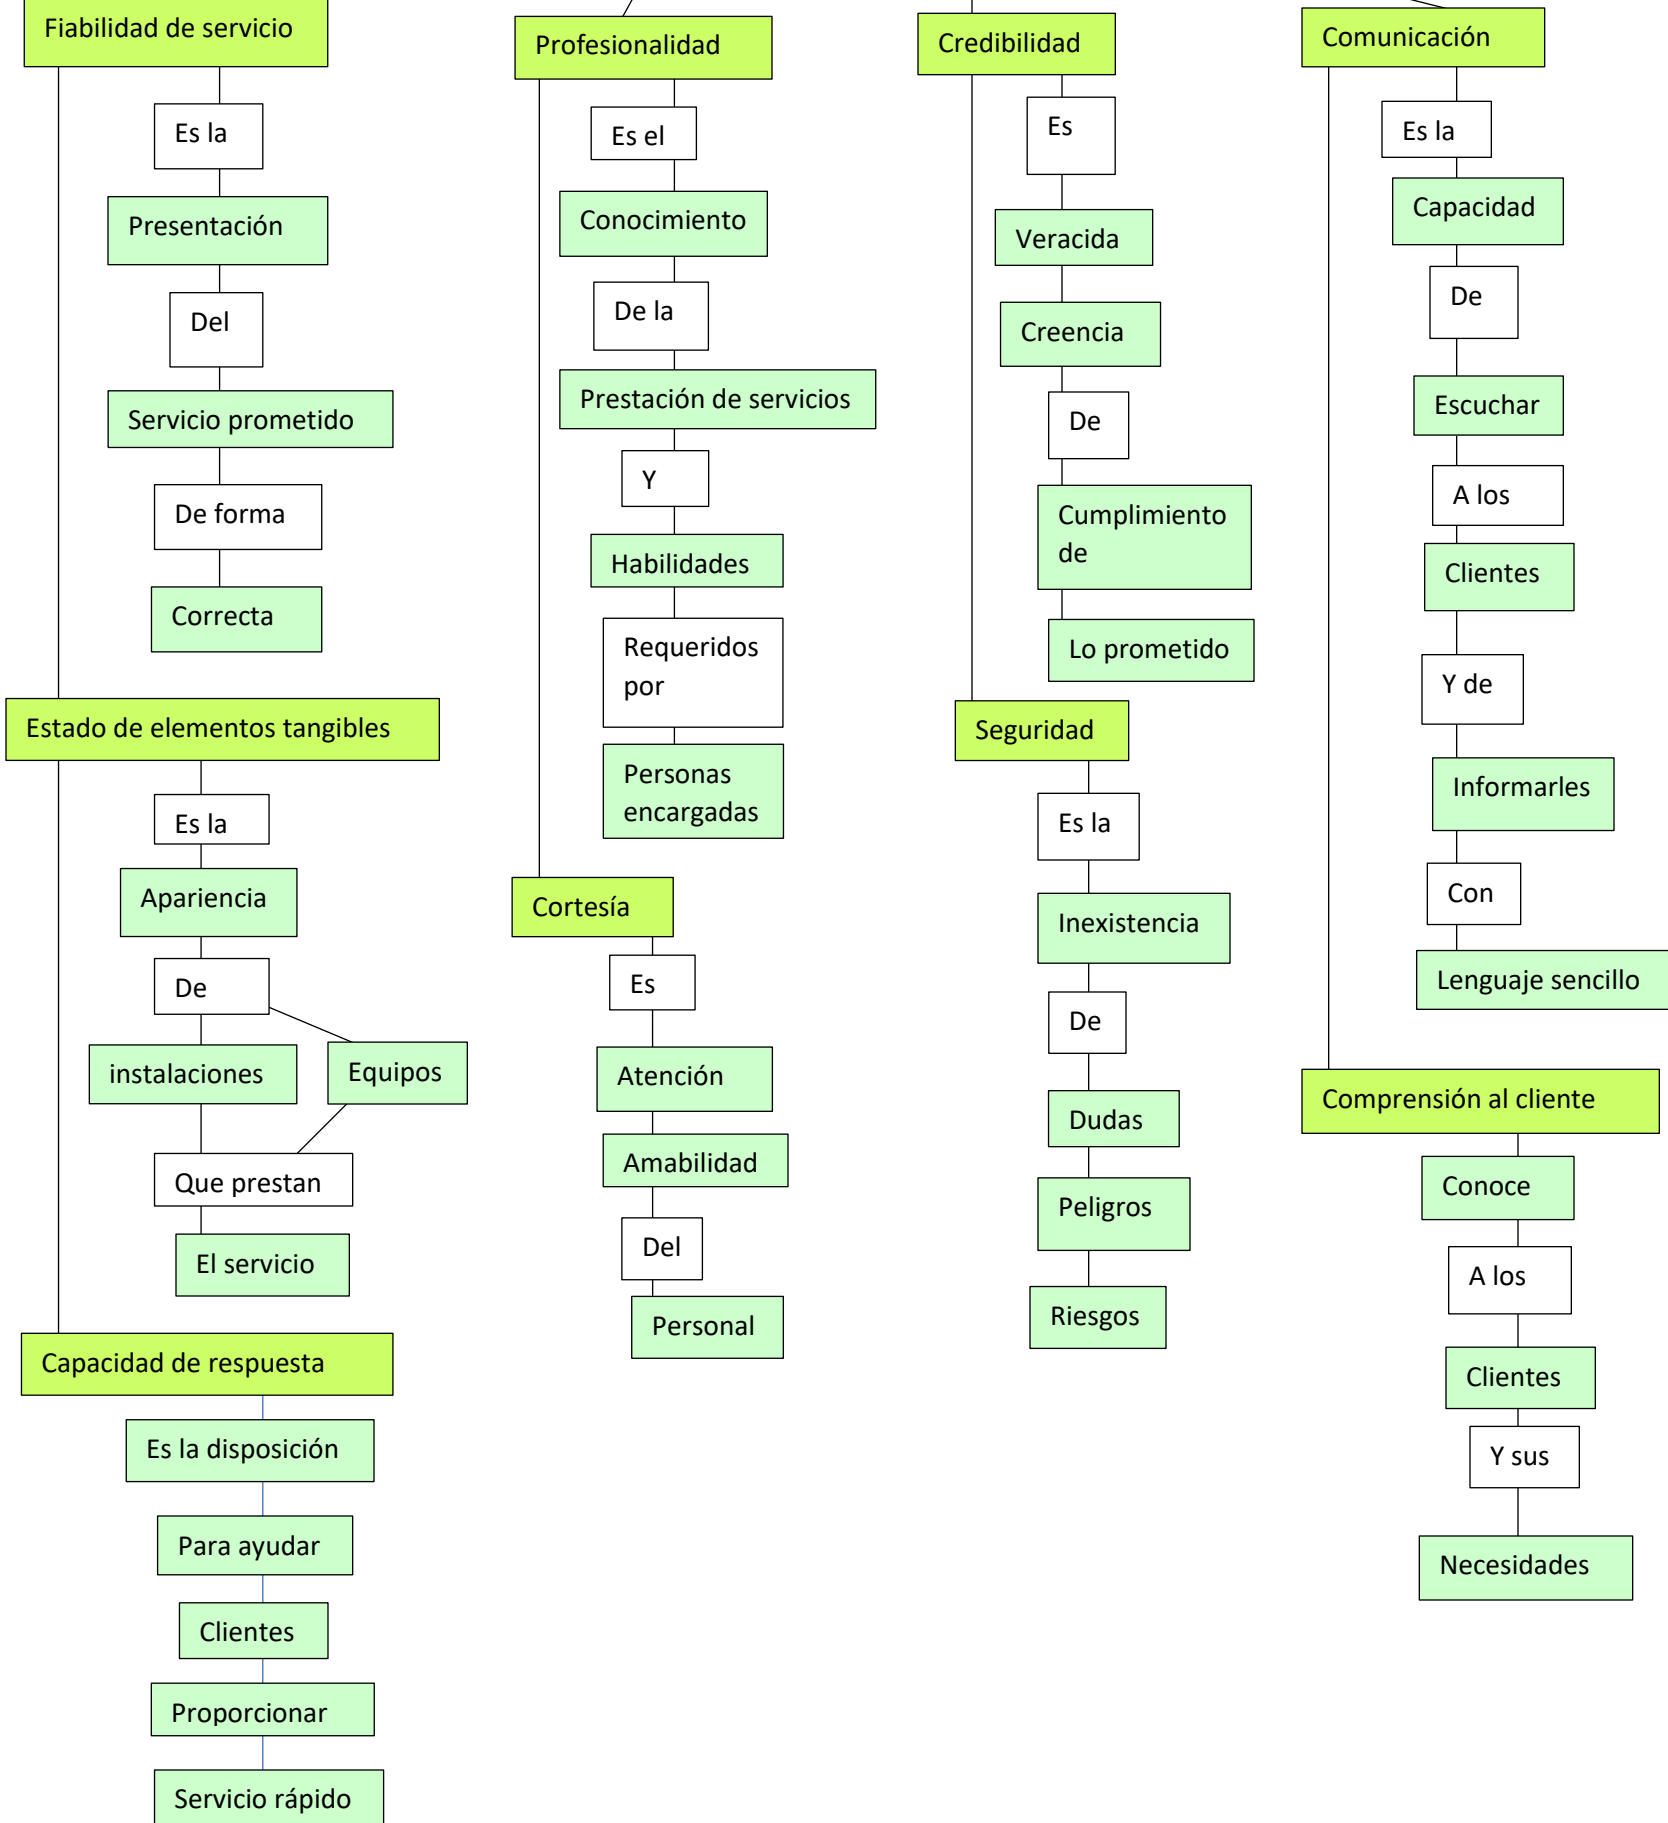 Fiabilidad de servicio
Es la
Presentación
Del
Servicio prometido
De forma
Correcta
Estado de elementos tangibles
Es la
Apariencia
De
instalaciones
Equipos
Que prestan
El servicio
Capacidad de respuesta
Es la disposición
Para ayudar
Clientes
Proporcionar
Servicio rápido
Profesionalidad
Es el
Conocimiento
De la
Prestación de servicios
Y
Habilidades
Requeridos
por
Personas
encargadas
Cortesía
Es
Atención
Amabilidad
Del
Personal
Credibilidad
Es
Veracida
Creencia
De
Cumplimiento
de
Lo prometido
Seguridad
Es la
Inexistencia
De
Dudas
Peligros
Riesgos
Comunicación
Es la
Capacidad
De
Escuchar
A los
Clientes
Y de
Informarles
Con
Lenguaje sencillo
Comprensión al cliente
Conoce
A los
Clientes
Y sus
Necesidades